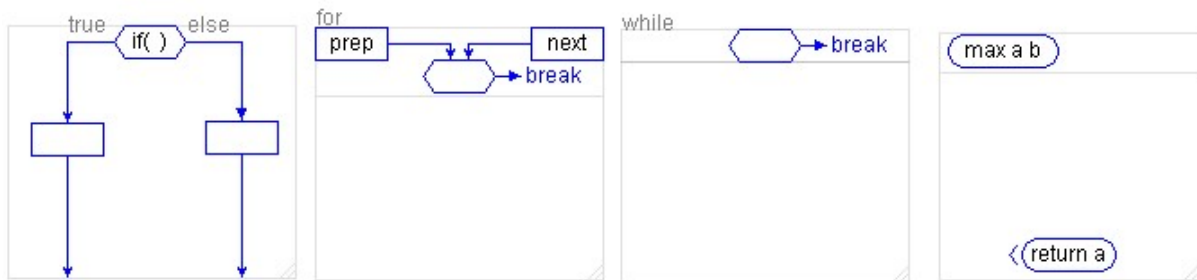 true if( ) else
for
prep next
break
while
break
max a b
return a